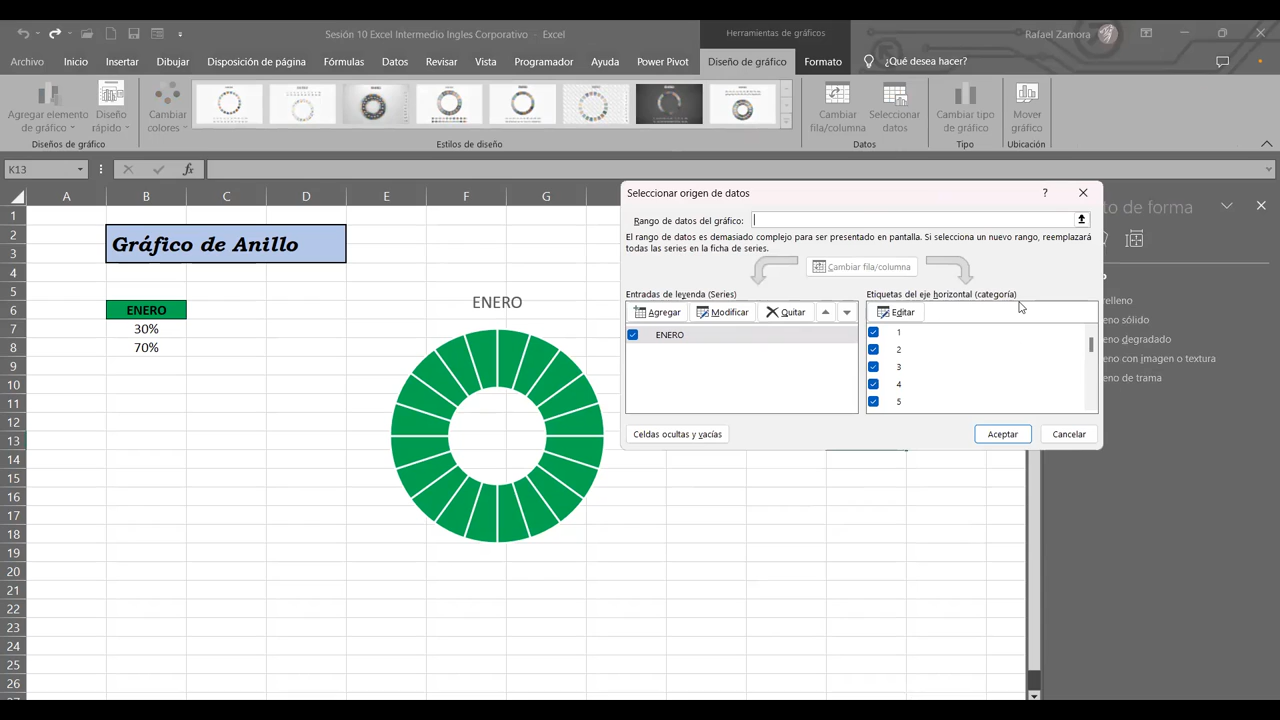 Sesión 10 Excel Intermedio Ingles Corporativo - Excel
Herramientas de gráficos
Rafael Zamora
Archivo Inicio Insertar Dibujar Disposición de página Fórmulas Datos Revisar Vista Programador Ayuda Power Pivot Diseño de gráfico Formato ¿Qué desea hacer?
Agregar elemento de gráfico
Diseño rápido
Cambiar colores
Cambiar fila/columna
Seleccionar datos
Cambiar tipo de gráfico
Mover gráfico
Diseños de gráfico
Estilos de diseño
Datos
Tipo
Ubicación
K13
fx
A B C D E F G
1
2
3
4
5
6
7
8
9
10
11
12
13
14
15
16
17
18
19
20
21
22
23
24
25
26
Gráfico de Anillo
ENERO
30%
70%
ENERO
Seleccionar origen de datos
?
Rango de datos del gráfico:
El rango de datos es demasiado complejo para ser presentado en pantalla. Si selecciona un nuevo rango, reemplazará
todas las series en la ficha de series.
Cambiar fila/columna
Entradas de leyenda (Series)
Etiquetas del eje horizontal (categoría)
Agregar Modificar Quitar
Editar
ENERO
1
2
3
4
5
Celdas ocultas y vacías
Aceptar Cancelar
to de forma
relleno
no sólido
no degradado
no con imagen o textura
no de trama